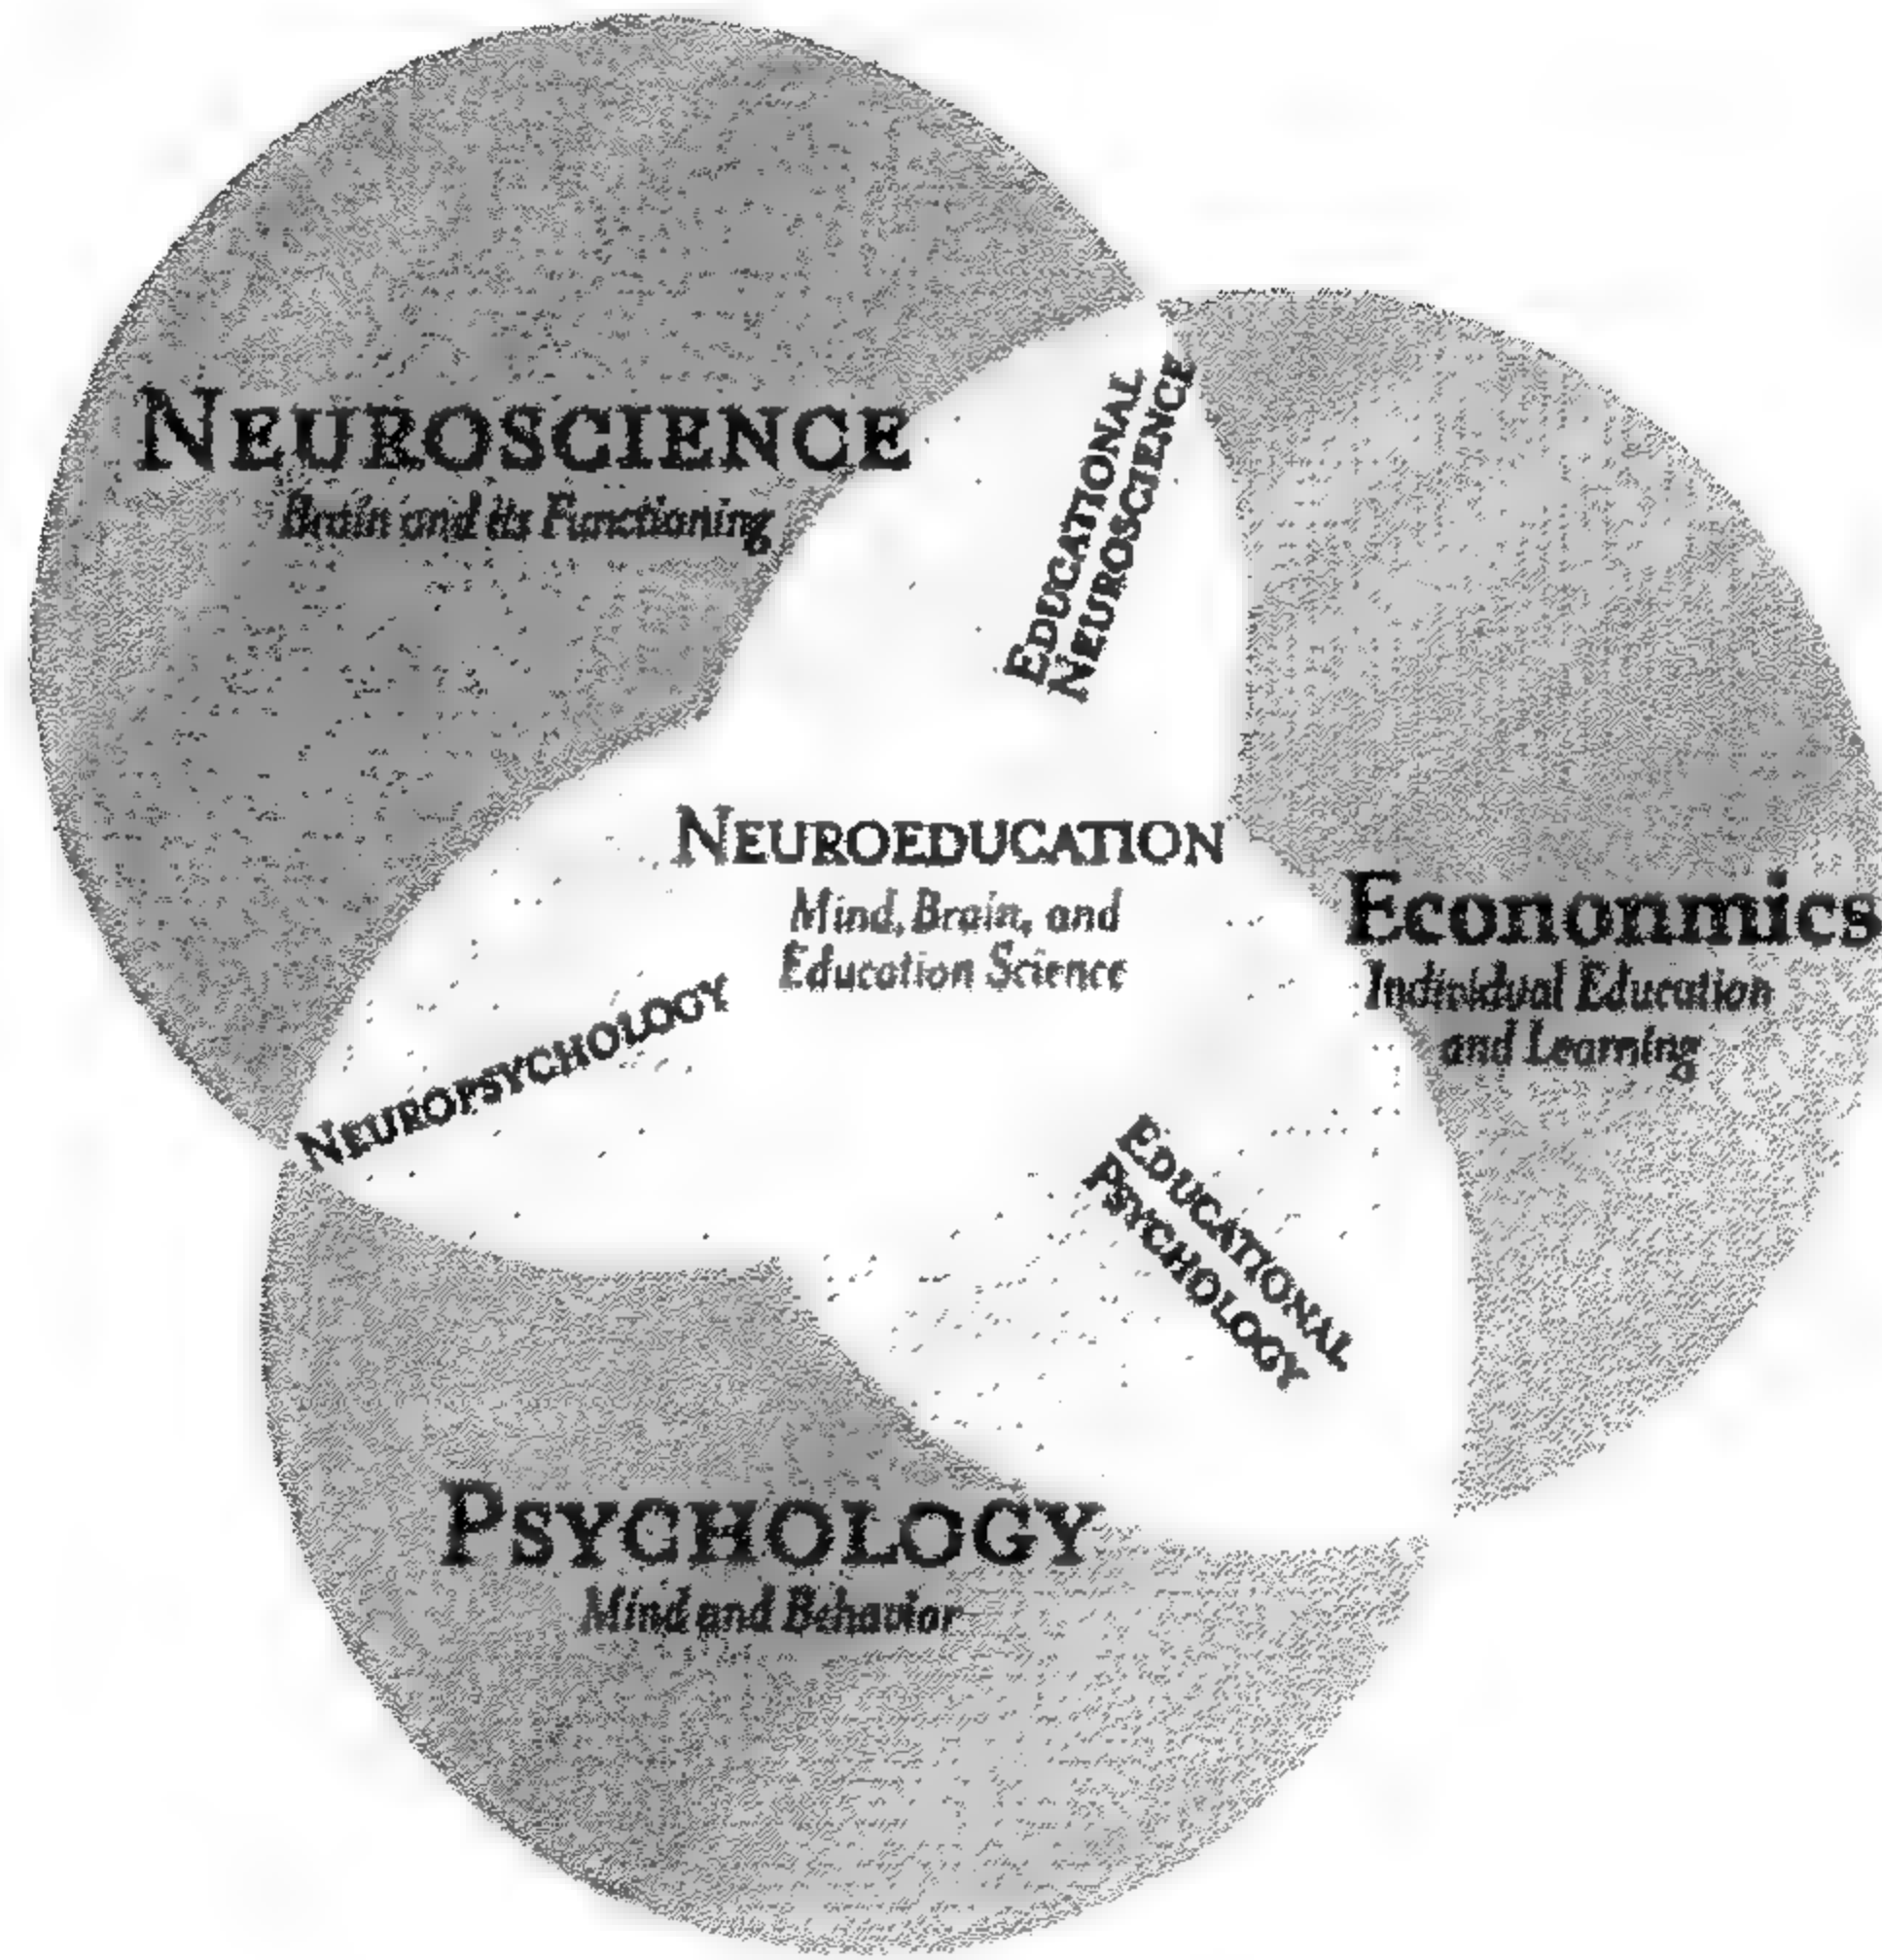 NEUROSCIENCE
Brain and its Functioning
EDUCATIONAL
NEUROSCIENCE
NEUROEDUCATION
Mind, Brain, and
Education Science
Econonmics
Individual Education
and Learning
NEUROPSYCHOLOGY
EDUCATIONAL
PSYCHOLOGY
PSYCHOLOGY
Mind and Behavior